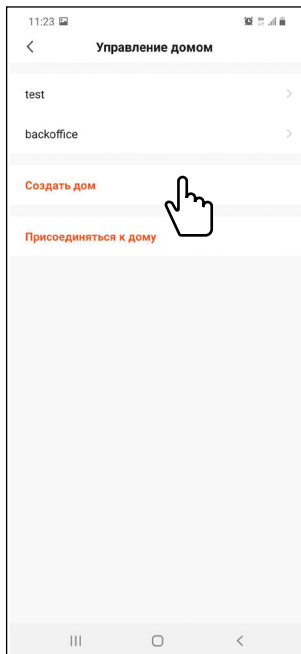 11:23
Управление домом
test
backoffice
Создать дом
Присоединяться к дому